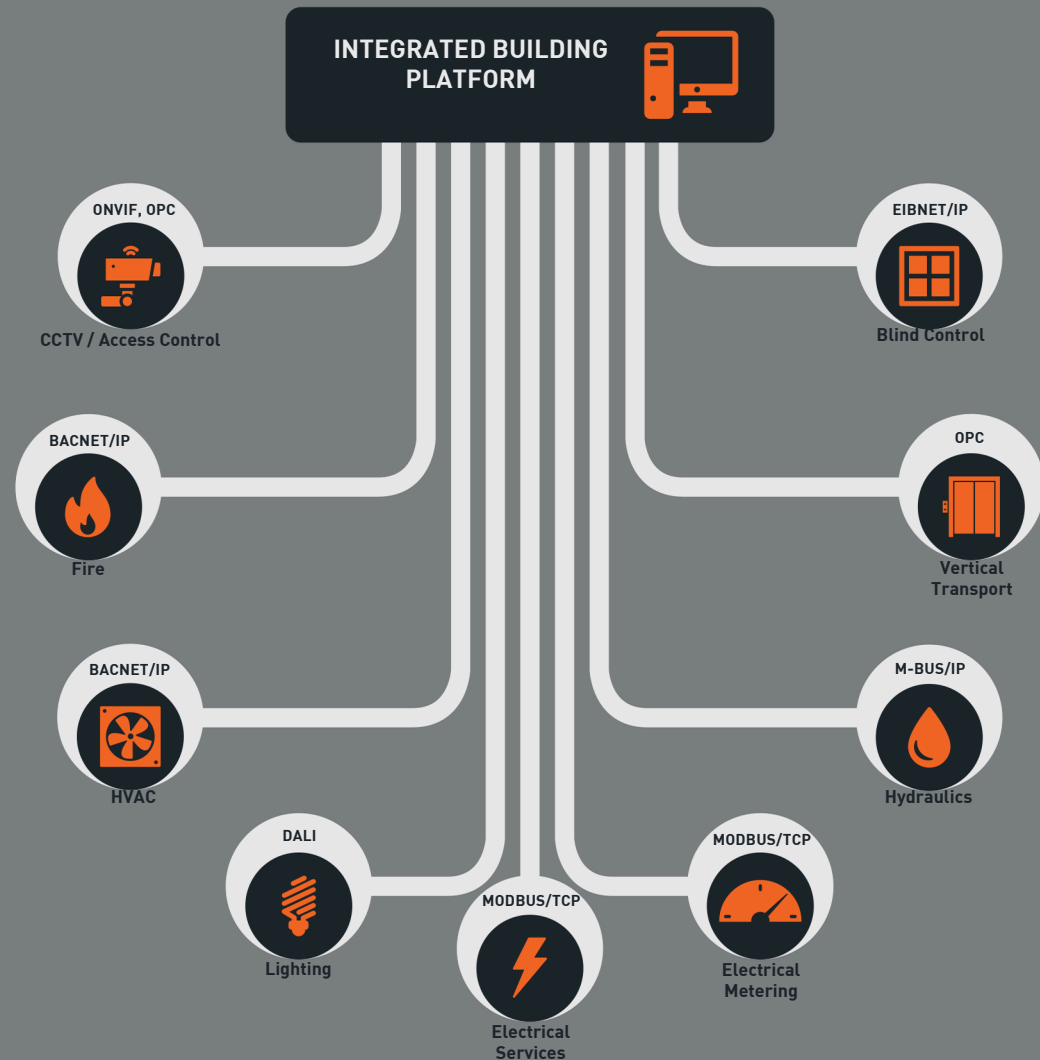 INTEGRATED BUILDING
PLATFORM
ONVIF, OPC
CCTV / Access Control
EIBNET/IP
Blind Control
BACNET/IP
Fire
OPC
Vertical
Transport
BACNET/IP
HVAC
M-BUS/IP
Hydraulics
DALI
Lighting
MODBUS/TCP
Electrical
Services
MODBUS/TCP
Electrical
Metering